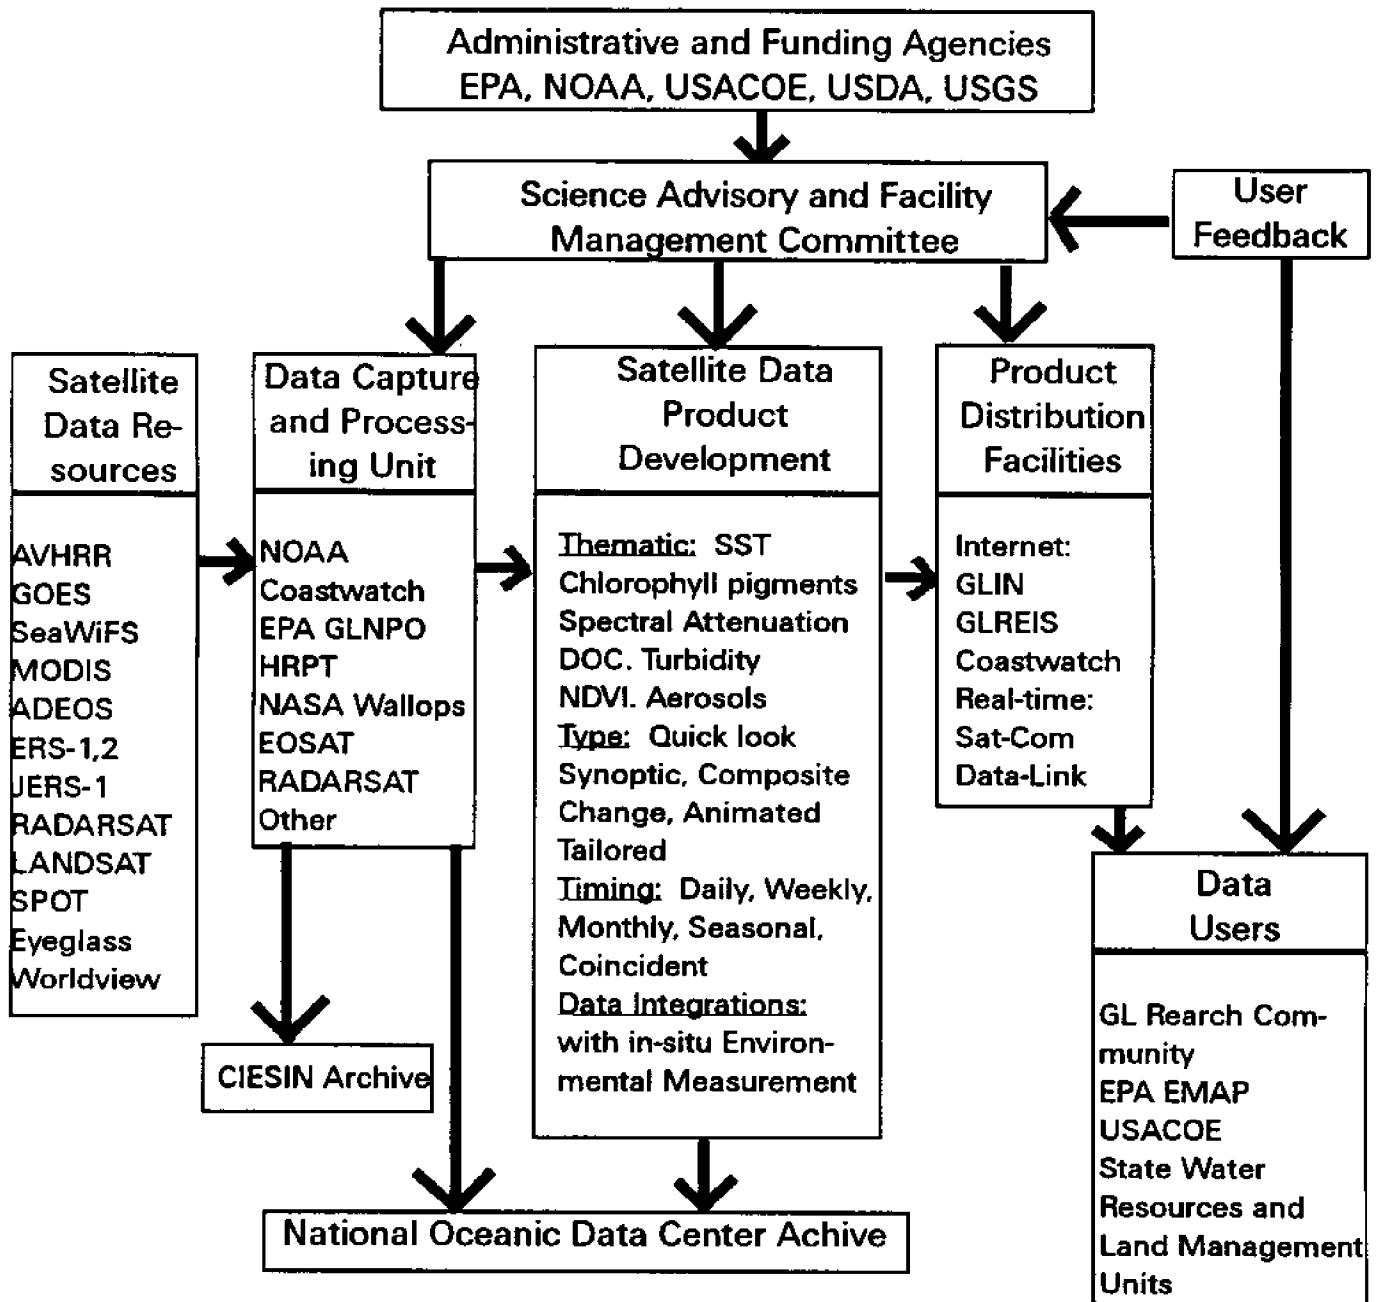 Administrative and Funding Agencies
EPA, NOAA, USACOE, USDA, USGS
Science Advisory and Facility
Management Committee
User
Feedback
Satellite
Data Re-
sources
AVHRR
GOES
SeaWiFS
MODIS
ADEOS
ERS-1,2
JERS-1
RADARSAT
LANDSAT
SPOT
Eyeglass
Worldview
Data Capture
and Process-
ing Unit
NOAA
Coastwatch
EPA GLNPO
HRPT
NASA Wallops
EOSAT
RADARSAT
Other
Satellite Data
Product
Development
Thematic: SST
Chlorophyll pigments
Spectral Attenuation
DOC. Turbidity
NDVI. Aerosols
Type: Quick look
Synoptic, Composite
Change, Animated
Tailored
Timing: Daily, Weekly,
Monthly, Seasonal,
Coincident
Data Integrations:
with in-situ Environ-
mental Measurement
Product
Distribution
Facilities
Internet:
GLIN
GLREIS
Coastwatch
Real-time:
Sat-Com
Data-Link
Data
Users
GL Rearch Com-
munity
EPA EMAP
USACOE
State Water
Resources and
Land Management
Units
CIESIN Archive
National Oceanic Data Center Achive